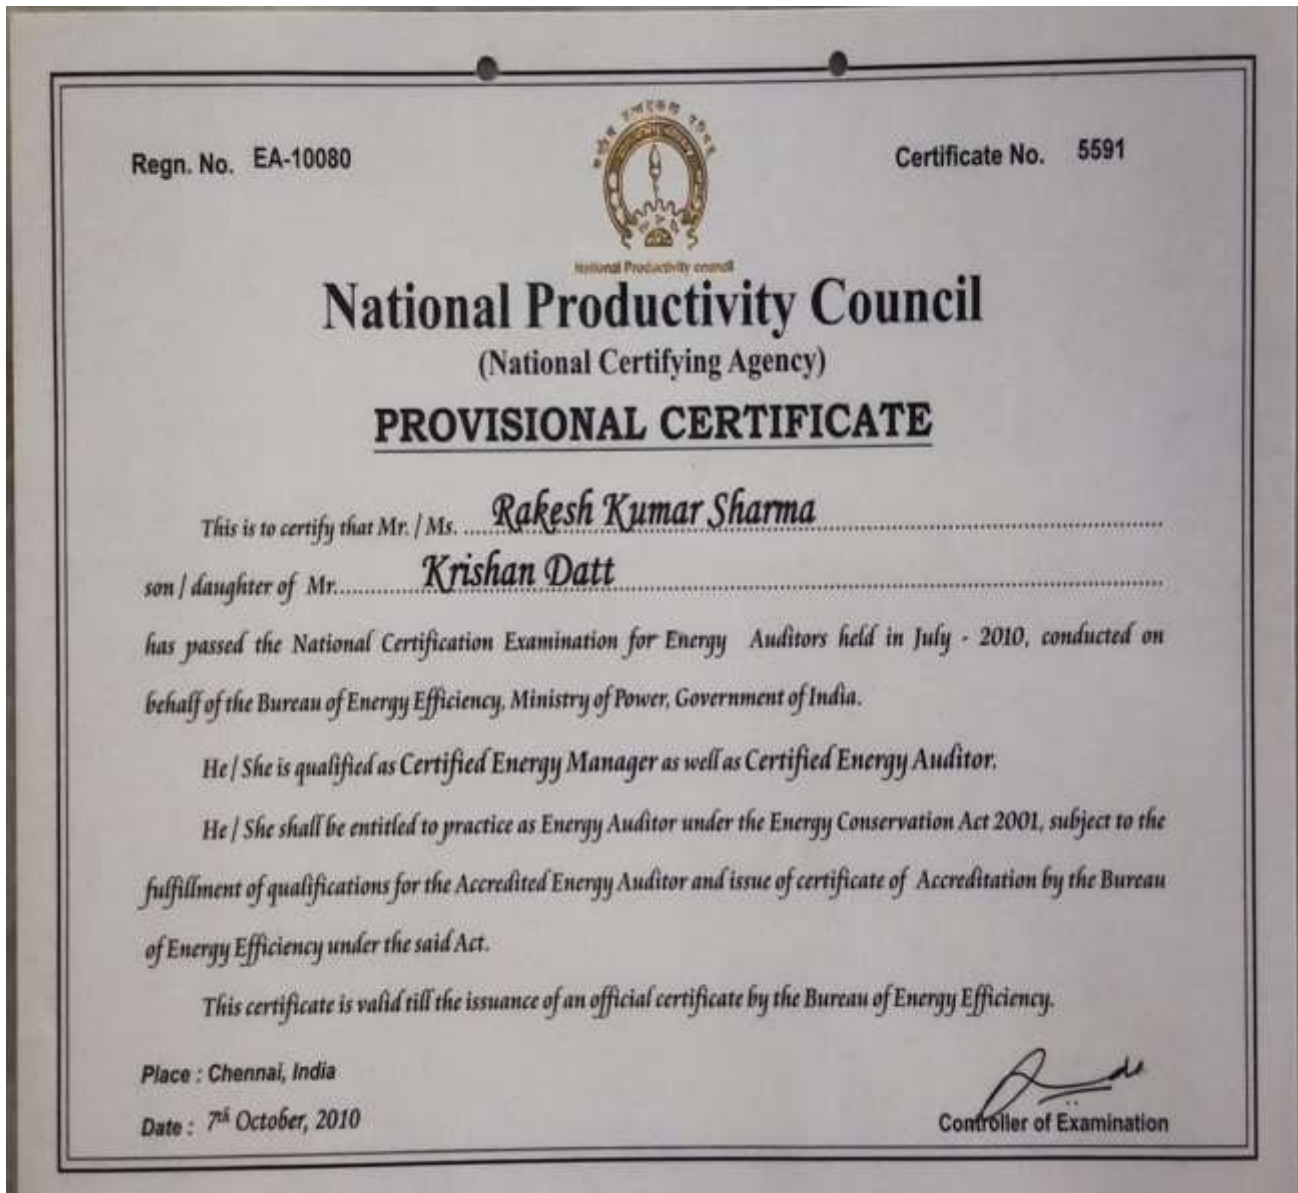 Regn. No. EA-10080
Certificate No. 5591
National Productivity council
National Productivity Council
(National Certifying Agency)
PROVISIONAL CERTIFICATE
This is to certify that Mr. / Ms. ..... Rakesh Kumar Sharma .....
son / daughter of Mr. ..... Krishan Datt .....
has passed the National Certification Examination for Energy Auditors held in July - 2010, conducted on
behalf of the Bureau of Energy Efficiency, Ministry of Power, Government of India.
He / She is qualified as Certified Energy Manager as well as Certified Energy Auditor.
He / She shall be entitled to practice as Energy Auditor under the Energy Conservation Act 2001, subject to the
fulfillment of qualifications for the Accredited Energy Auditor and issue of certificate of Accreditation by the Bureau
of Energy Efficiency under the said Act.
This certificate is valid till the issuance of an official certificate by the Bureau of Energy Efficiency.
Place : Chennai, India
Date : 7th October, 2010
Controller of Examination